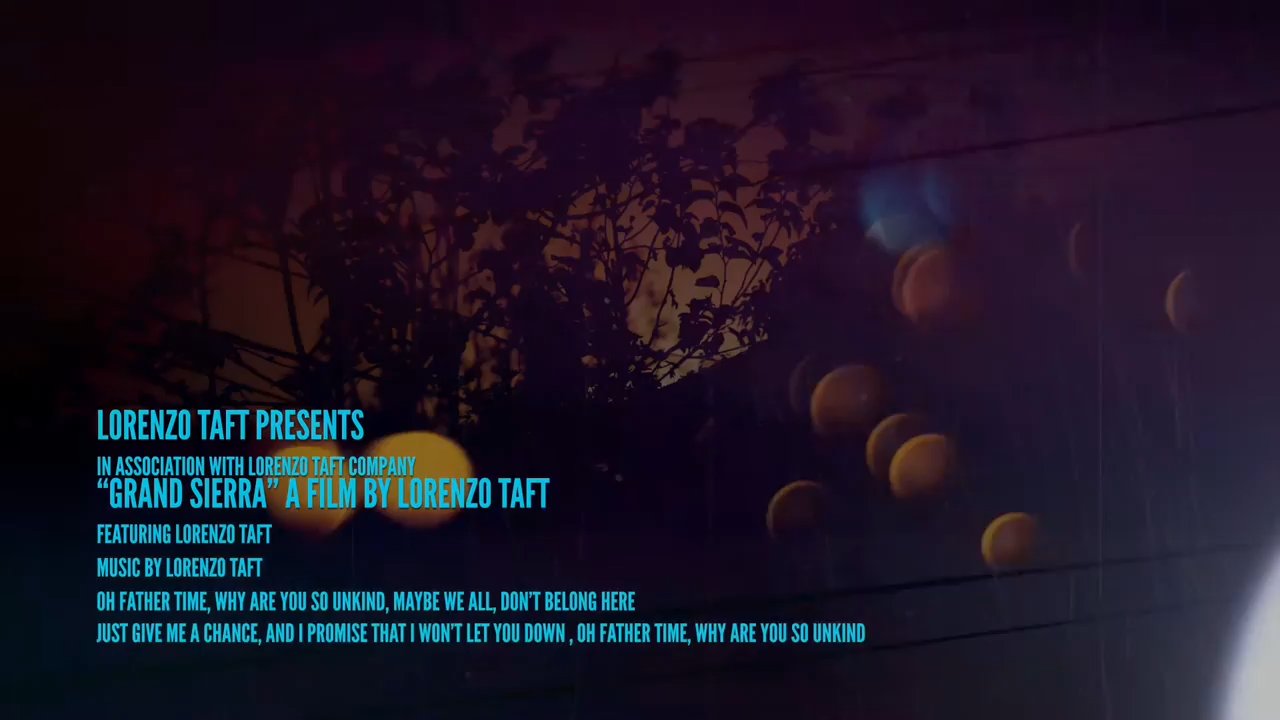 LORENZO TAFT PRESENTS
IN ASSOCIATION WITH LORENZO TAFT COMPANY
“GRAND SIERRA” A FILM BY LORENZO TAFT
FEATURING LORENZO TAFT
MUSIC BY LORENZO TAFT
OH FATHER TIME, WHY ARE YOU SO UNKIND, MAYBE WE ALL, DON’T BELONG HERE
JUST GIVE ME A CHANCE, AND I PROMISE THAT I WON’T LET YOU DOWN , OH FATHER TIME, WHY ARE YOU SO UNKIND